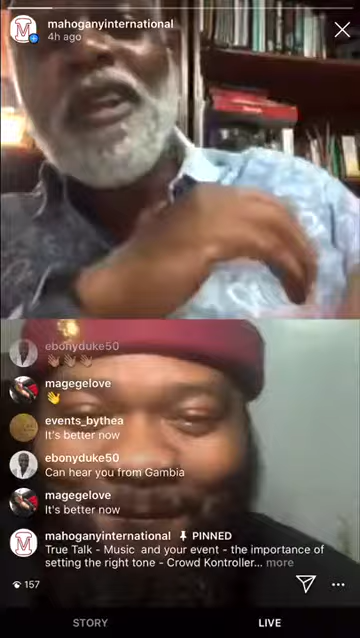 mahoganyinternational
4h ago
ebonyduke50
magegelove
events_bythea
It's better now
ebonyduke50
Can hear you from Gambia
magegelove
It's better now
mahoganyinternational PINNED
True Talk - Music and your event - the importance of
setting the right tone - Crowd Kontroller... more
157
STORY LIVE